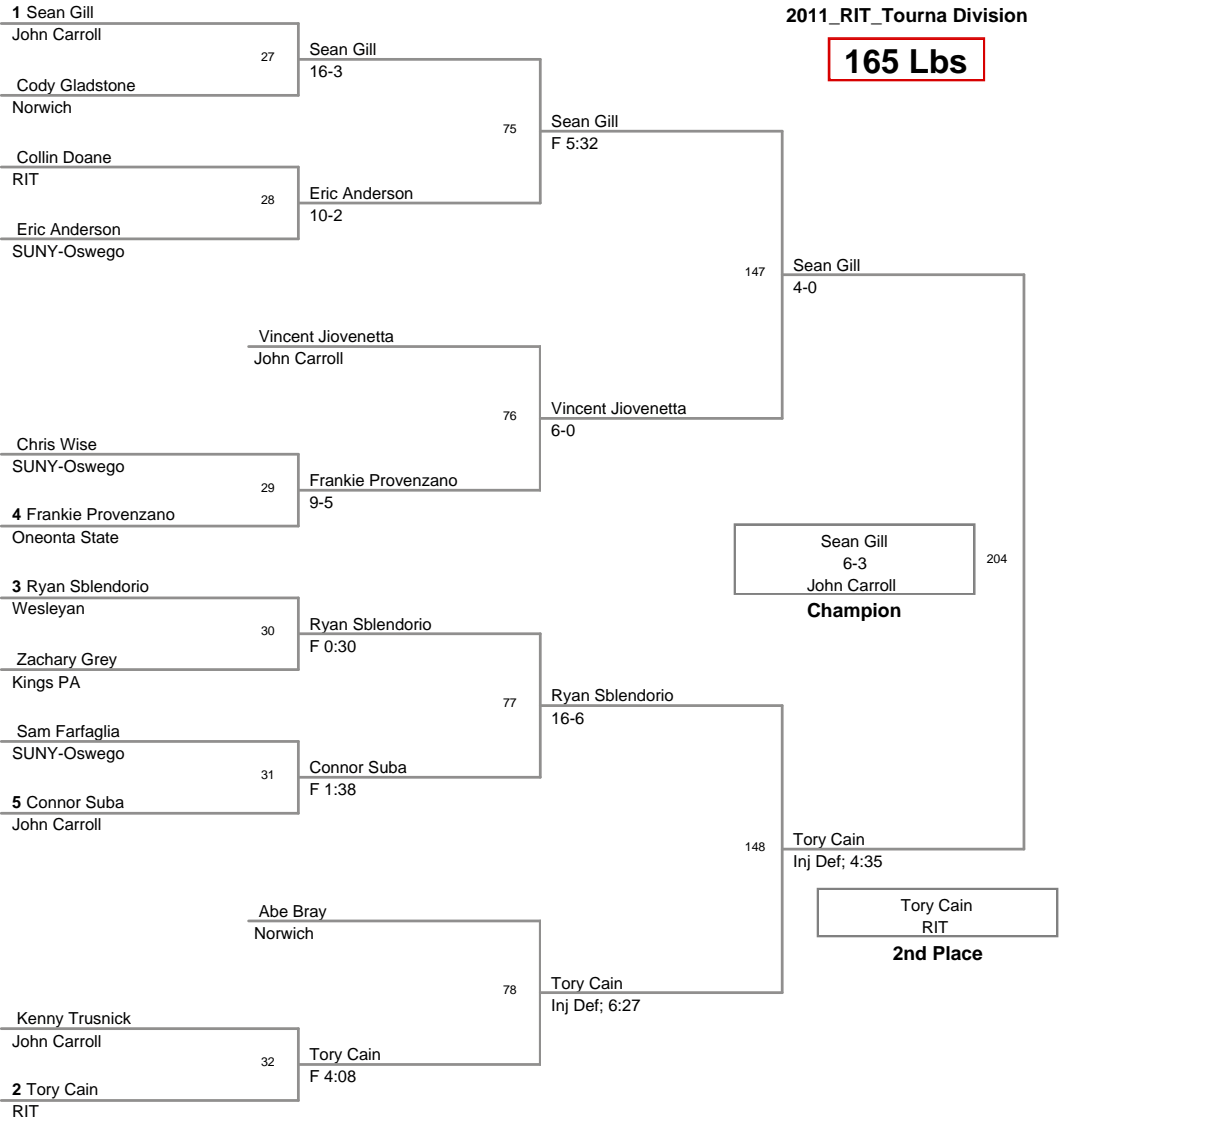 2011_RIT_Tourna Division
165 Lbs
1 Sean Gill
John Carroll
27
Cody Gladstone
Norwich
Sean Gill
16-3
75
Collin Doane
RIT
28
Eric Anderson
SUNY-Oswego
Eric Anderson
10-2
Sean Gill
F 5:32
147
Vincent Jiovenetta
John Carroll
76
Chris Wise
SUNY-Oswego
29
4 Frankie Provenzano
Oneonta State
Frankie Provenzano
9-5
Vincent Jiovenetta
6-0
Sean Gill
4-0
204
3 Ryan Sblendorio
Wesleyan
30
Zachary Grey
Kings PA
Ryan Sblendorio
F 0:30
77
Sam Farfaglia
SUNY-Oswego
31
5 Connor Suba
John Carroll
Connor Suba
F 1:38
Ryan Sblendorio
16-6
148
Abe Bray
Norwich
78
Kenny Trusnick
John Carroll
32
2 Tory Cain
RIT
Tory Cain
F 4:08
Tory Cain
Inj Def; 6:27
Tory Cain
Inj Def; 4:35
Sean Gill
6-3
John Carroll
Champion
Tory Cain
RIT
2nd Place